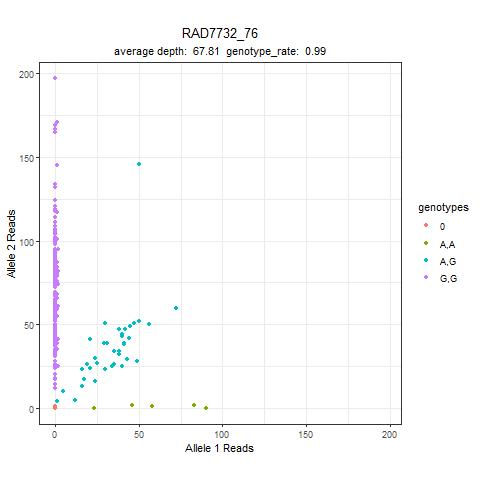 RAD7732_76
average depth: 67.81 genotype_rate: 0.99
200
150
100
50
0
Allele 2 Reads
0 50 100 150 200
Allele 1 Reads
genotypes
0
A,A
A,G
G,G